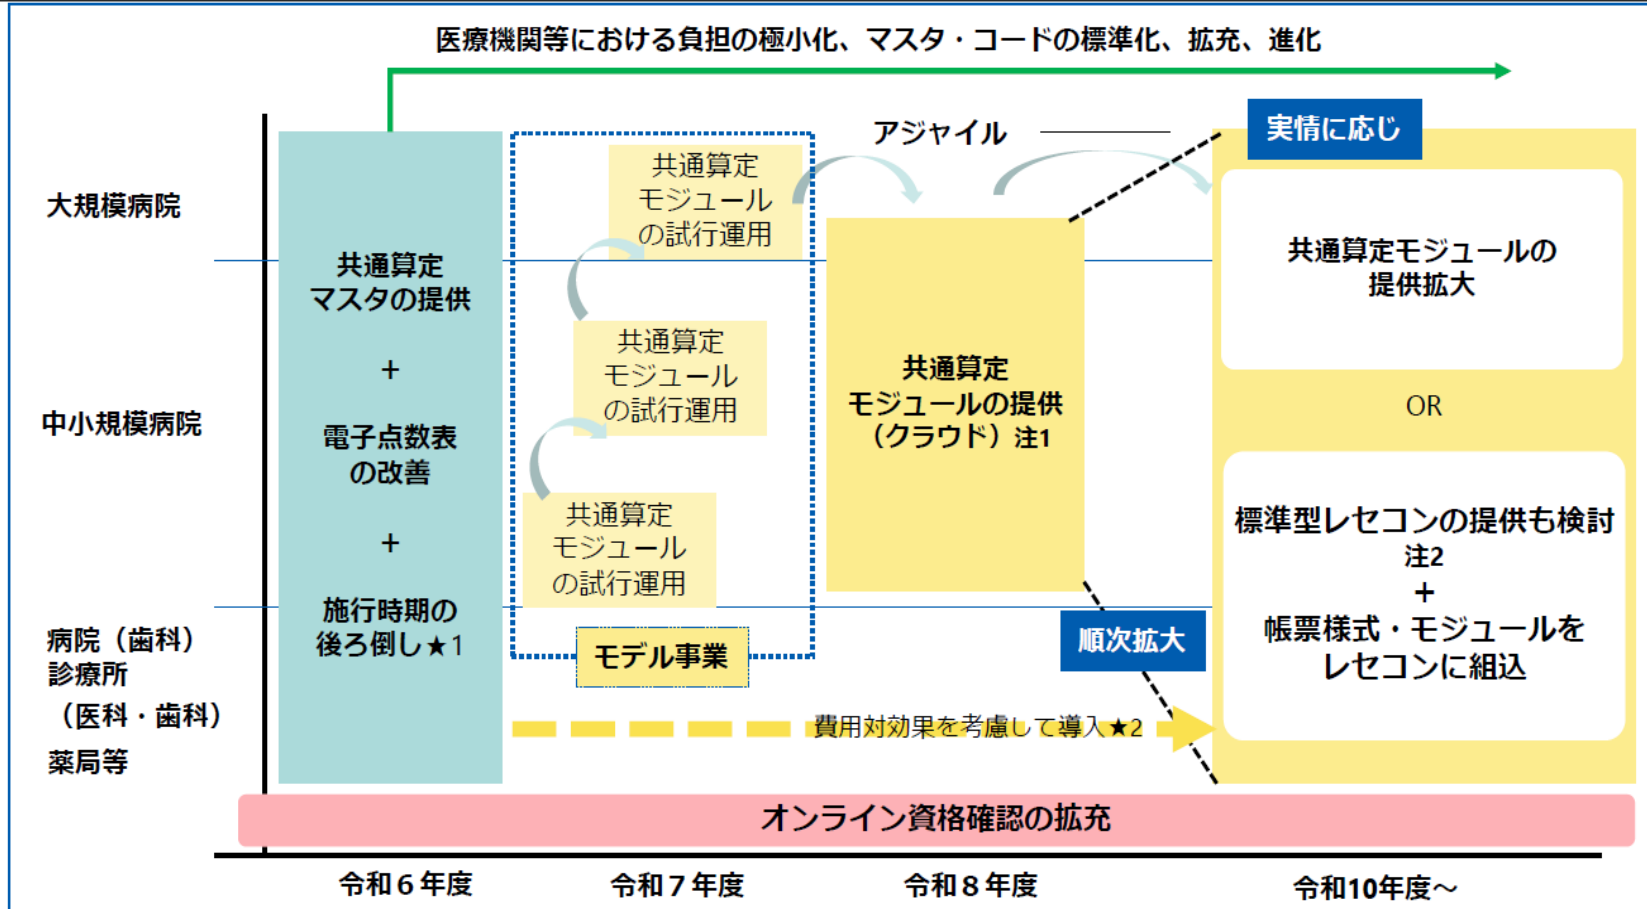 医療機関等における負担の極小化、マスタ・コードの標準化、拡充、進化
大規模病院
中小規模病院
病院（歯科）
診療所
（医科・歯科）
薬局等
共通算定
マスタの提供
+
電子点数表
の改善
+
施行時期の
後ろ倒し★1
共通算定
モジュール
の試行運用
共通算定
モジュール
の試行運用
共通算定
モジュール
の試行運用
モデル事業
アジャイル
共通算定
モジュールの提供
（クラウド）注1
実情に応じ
順次拡大
費用対効果を考慮して導入★2
共通算定モジュールの
提供拡大
OR
標準型レセコンの提供も検討
注2
+
帳票様式・モジュールを
レセコンに組込
オンライン資格確認の拡充
令和６年度
令和７年度
令和８年度
令和10年度～